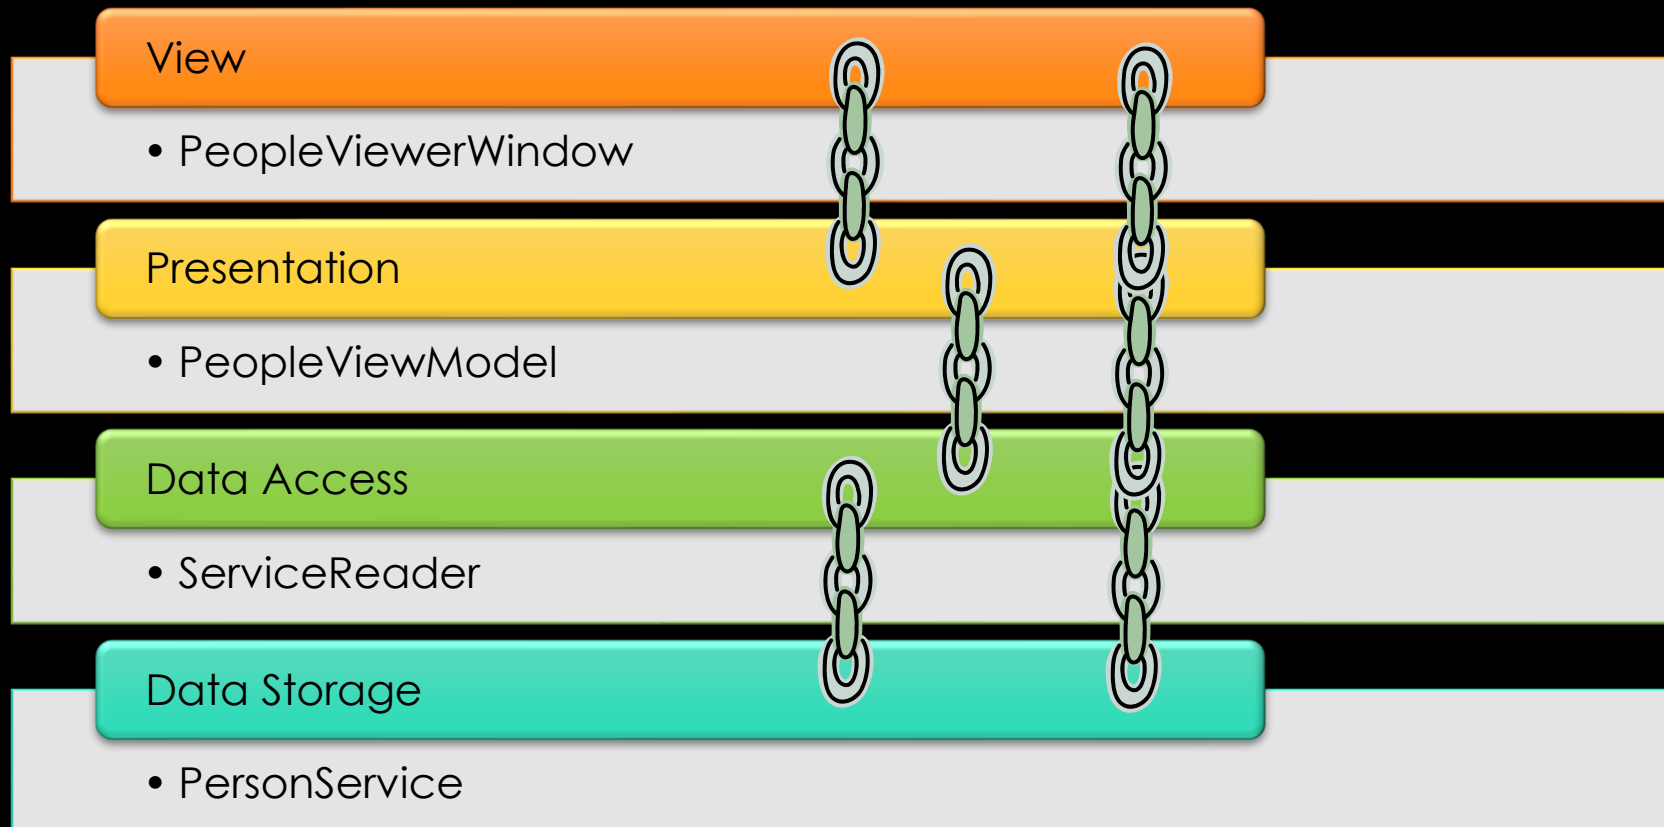 View
• PeopleViewerWindow
Presentation
• PeopleViewModel
Data Access
• ServiceReader
Data Storage
• PersonService